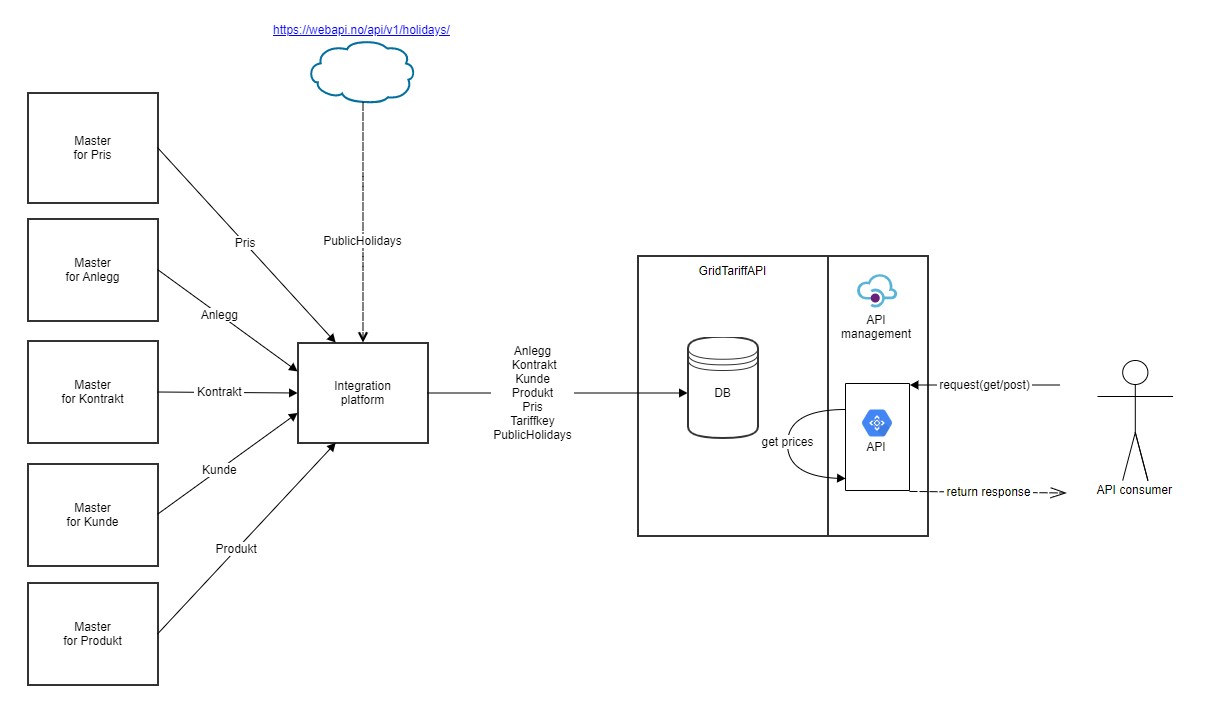 https://webapi.no/api/v1/holidays/
Master
for Pris
Master
for Anlegg
Master
for Kontrakt
Master
for Kunde
Master
for Produkt
Pris
Anlegg
Kontrakt
Kunde
Produkt
PublicHolidays
Integration
platform
Anlegg
Kontrakt
Kunde
Produkt
Pris
Tariffkey
PublicHolidays
GridTariffAPI
DB
API
management
get prices
API
request(get/post)
return response
API consumer